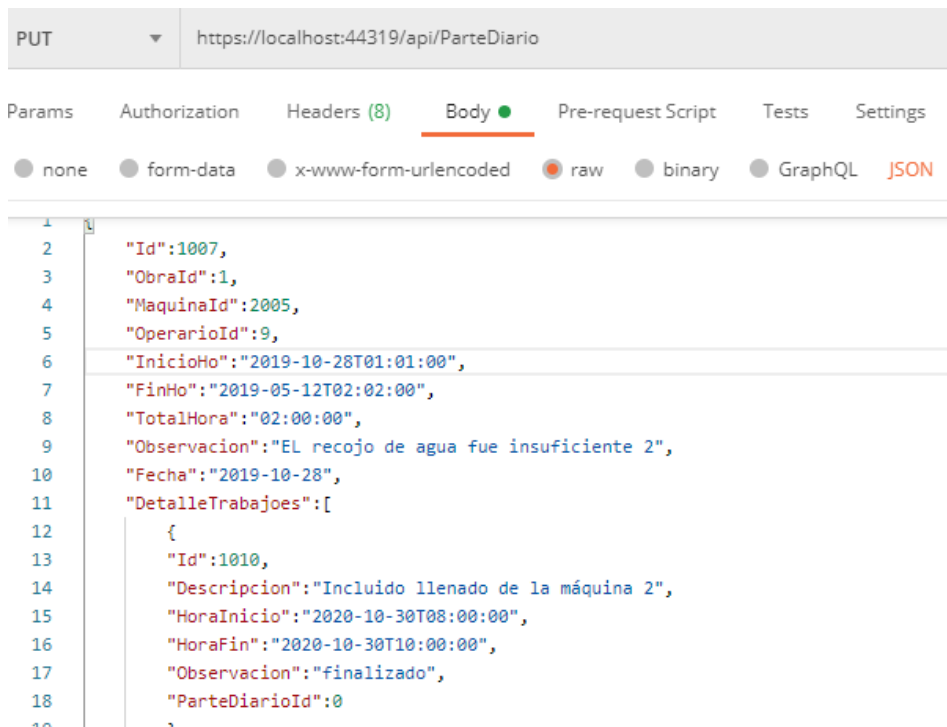 PUT https://localhost:44319/api/ParteDiario
Params Authorization Headers (8) Body Pre-request Script Tests Settings
none form-data x-www-form-urlencoded raw binary GraphQL JSON
1 {
2 "Id":1007,
3 "ObraId":1,
4 "MaquinaId":2005,
5 "OperarioId":9,
6 "InicioHo":"2019-10-28T01:01:00",
7 "FinHo":"2019-05-12T02:02:00",
8 "TotalHora":"02:00:00",
9 "Observacion":"EL recojo de agua fue insuficiente 2",
10 "Fecha":"2019-10-28",
11 "DetalleTrabajoes":[
12 {
13 "Id":1010,
14 "Descripcion":"Incluido llenado de la máquina 2",
15 "HoraInicio":"2020-10-30T08:00:00",
16 "HoraFin":"2020-10-30T10:00:00",
17 "Observacion":"finalizado",
18 "ParteDiarioId":0